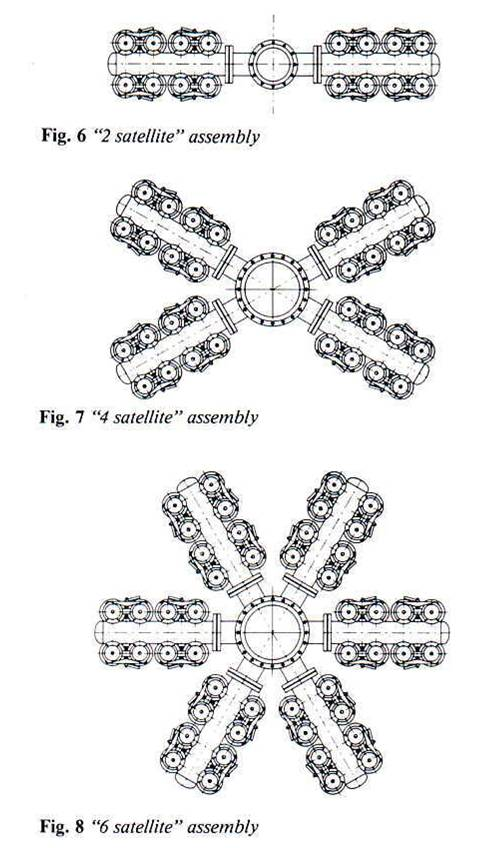 Fig. 6 “2 satellite” assembly
Fig. 7 “4 satellite” assembly
Fig. 8 “6 satellite” assembly